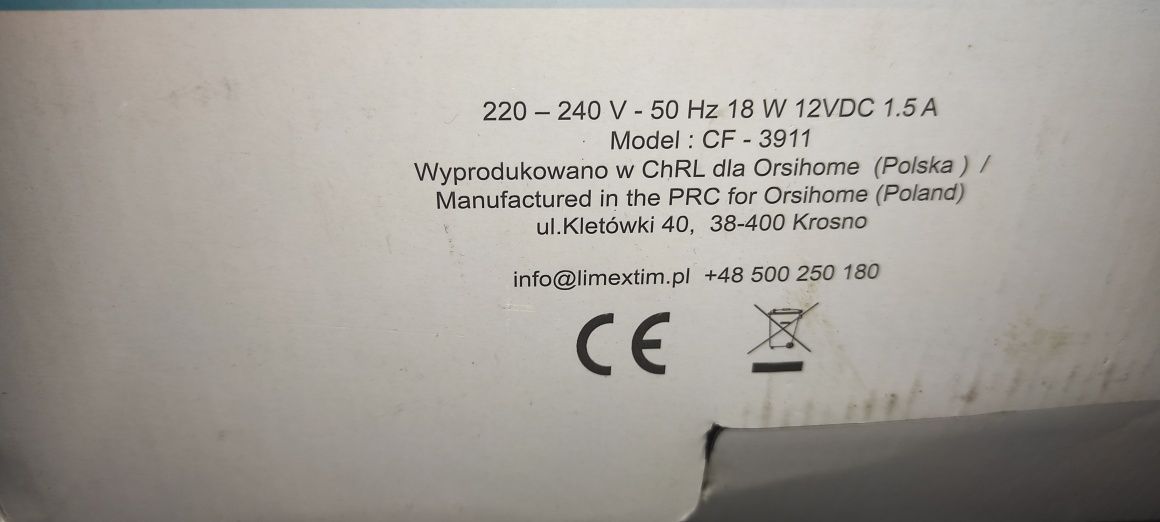 220 – 240 V - 50 Hz 18 W 12VDC 1.5 A
Model : CF - 3911
Wyprodukowano w ChRL dla Orsihome (Polska ) /
Manufactured in the PRC for Orsihome (Poland)
ul.Kletówki 40, 38-400 Krosno
info@limextim.pl +48 500 250 180
CE